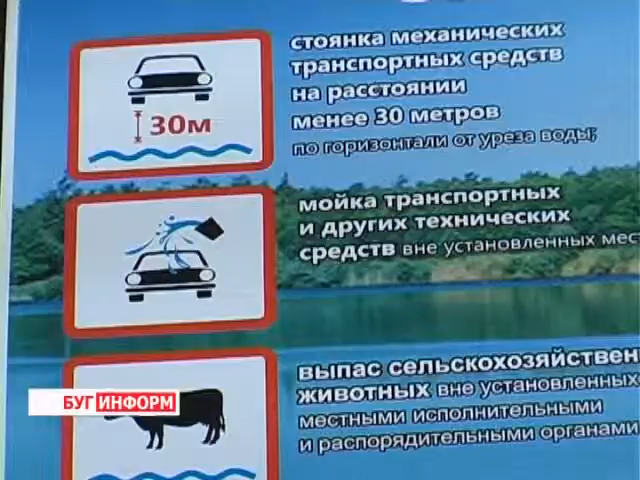 стоянка механических
транспортных средств
на расстоянии
менее 30 метров
по горизонтали от уреза воды;
30м
мойка транспортных
и других технических
средств вне установленных мест
выпас сельскохозяйствен
животных вне установленных
местными исполнительными
и распорядительными органами
БУГ ИНФОРМ